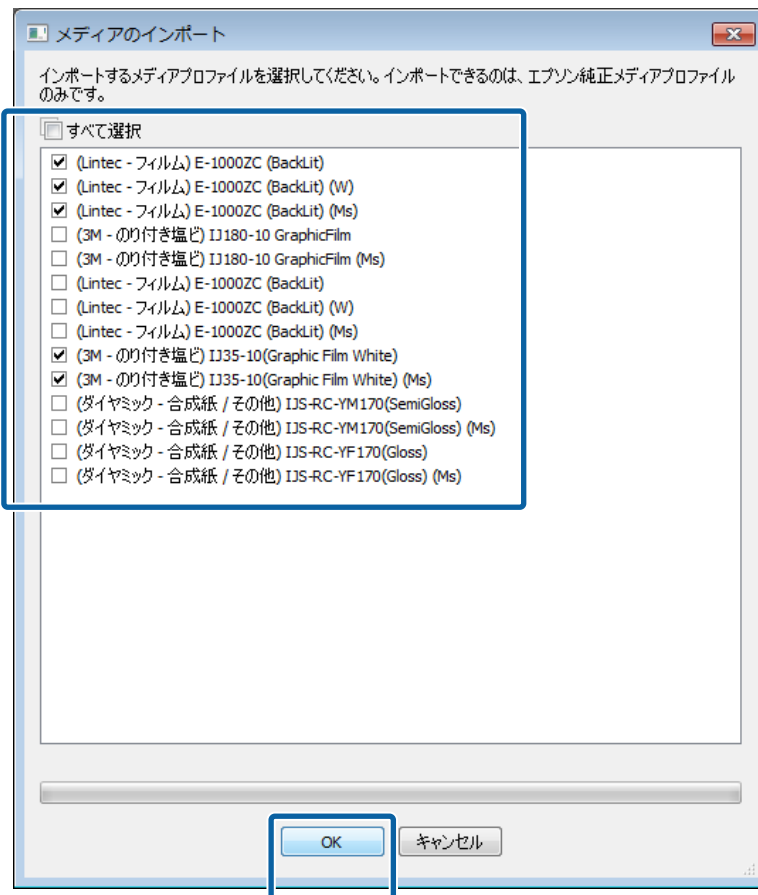 メディアのインポート
インポートするメディアプロファイルを選択してください。インポートできるのは、エプソン純正メディアプロファイル
のみです。
すべて選択
(Lintec - フィルム) E-1000ZC (BackLit)
(Lintec - フィルム) E-1000ZC (BackLit) (W)
(Lintec - フィルム) E-1000ZC (BackLit) (Ms)
(3M - のり付き塩ビ) IJ180-10 GraphicFilm
(3M - のり付き塩ビ) IJ180-10 GraphicFilm (Ms)
(Lintec - フィルム) E-1000ZC (BackLit)
(Lintec - フィルム) E-1000ZC (BackLit) (W)
(Lintec - フィルム) E-1000ZC (BackLit) (Ms)
(3M - のり付き塩ビ) IJ35-10(Graphic Film White)
(3M - のり付き塩ビ) IJ35-10(Graphic Film White) (Ms)
(ダイヤミック - 合成紙 / その他) IJS-RC-YM170(SemiGloss)
(ダイヤミック - 合成紙 / その他) IJS-RC-YM170(SemiGloss) (Ms)
(ダイヤミック - 合成紙 / その他) IJS-RC-YF170(Gloss)
(ダイヤミック - 合成紙 / その他) IJS-RC-YF170(Gloss) (Ms)
OK キャンセル